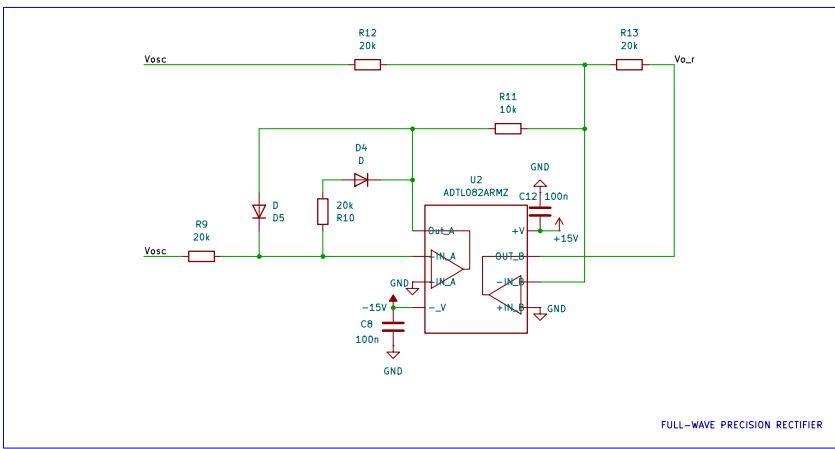 R12
20k
R13
20k
Vosc
Vo_r
R11
10k
D4
D
GND
U2
ADTL082ARMZ
C12 100n
D
D5
20k
R10
R9
20k
Out_A
+V
+15V
Vosc
-IN_A
OUT_B
GND
-IN_A
-IN_B
-15V
-_V
+IN_B
GND
C8
100n
GND
FULL-WAVE PRECISION RECTIFIER